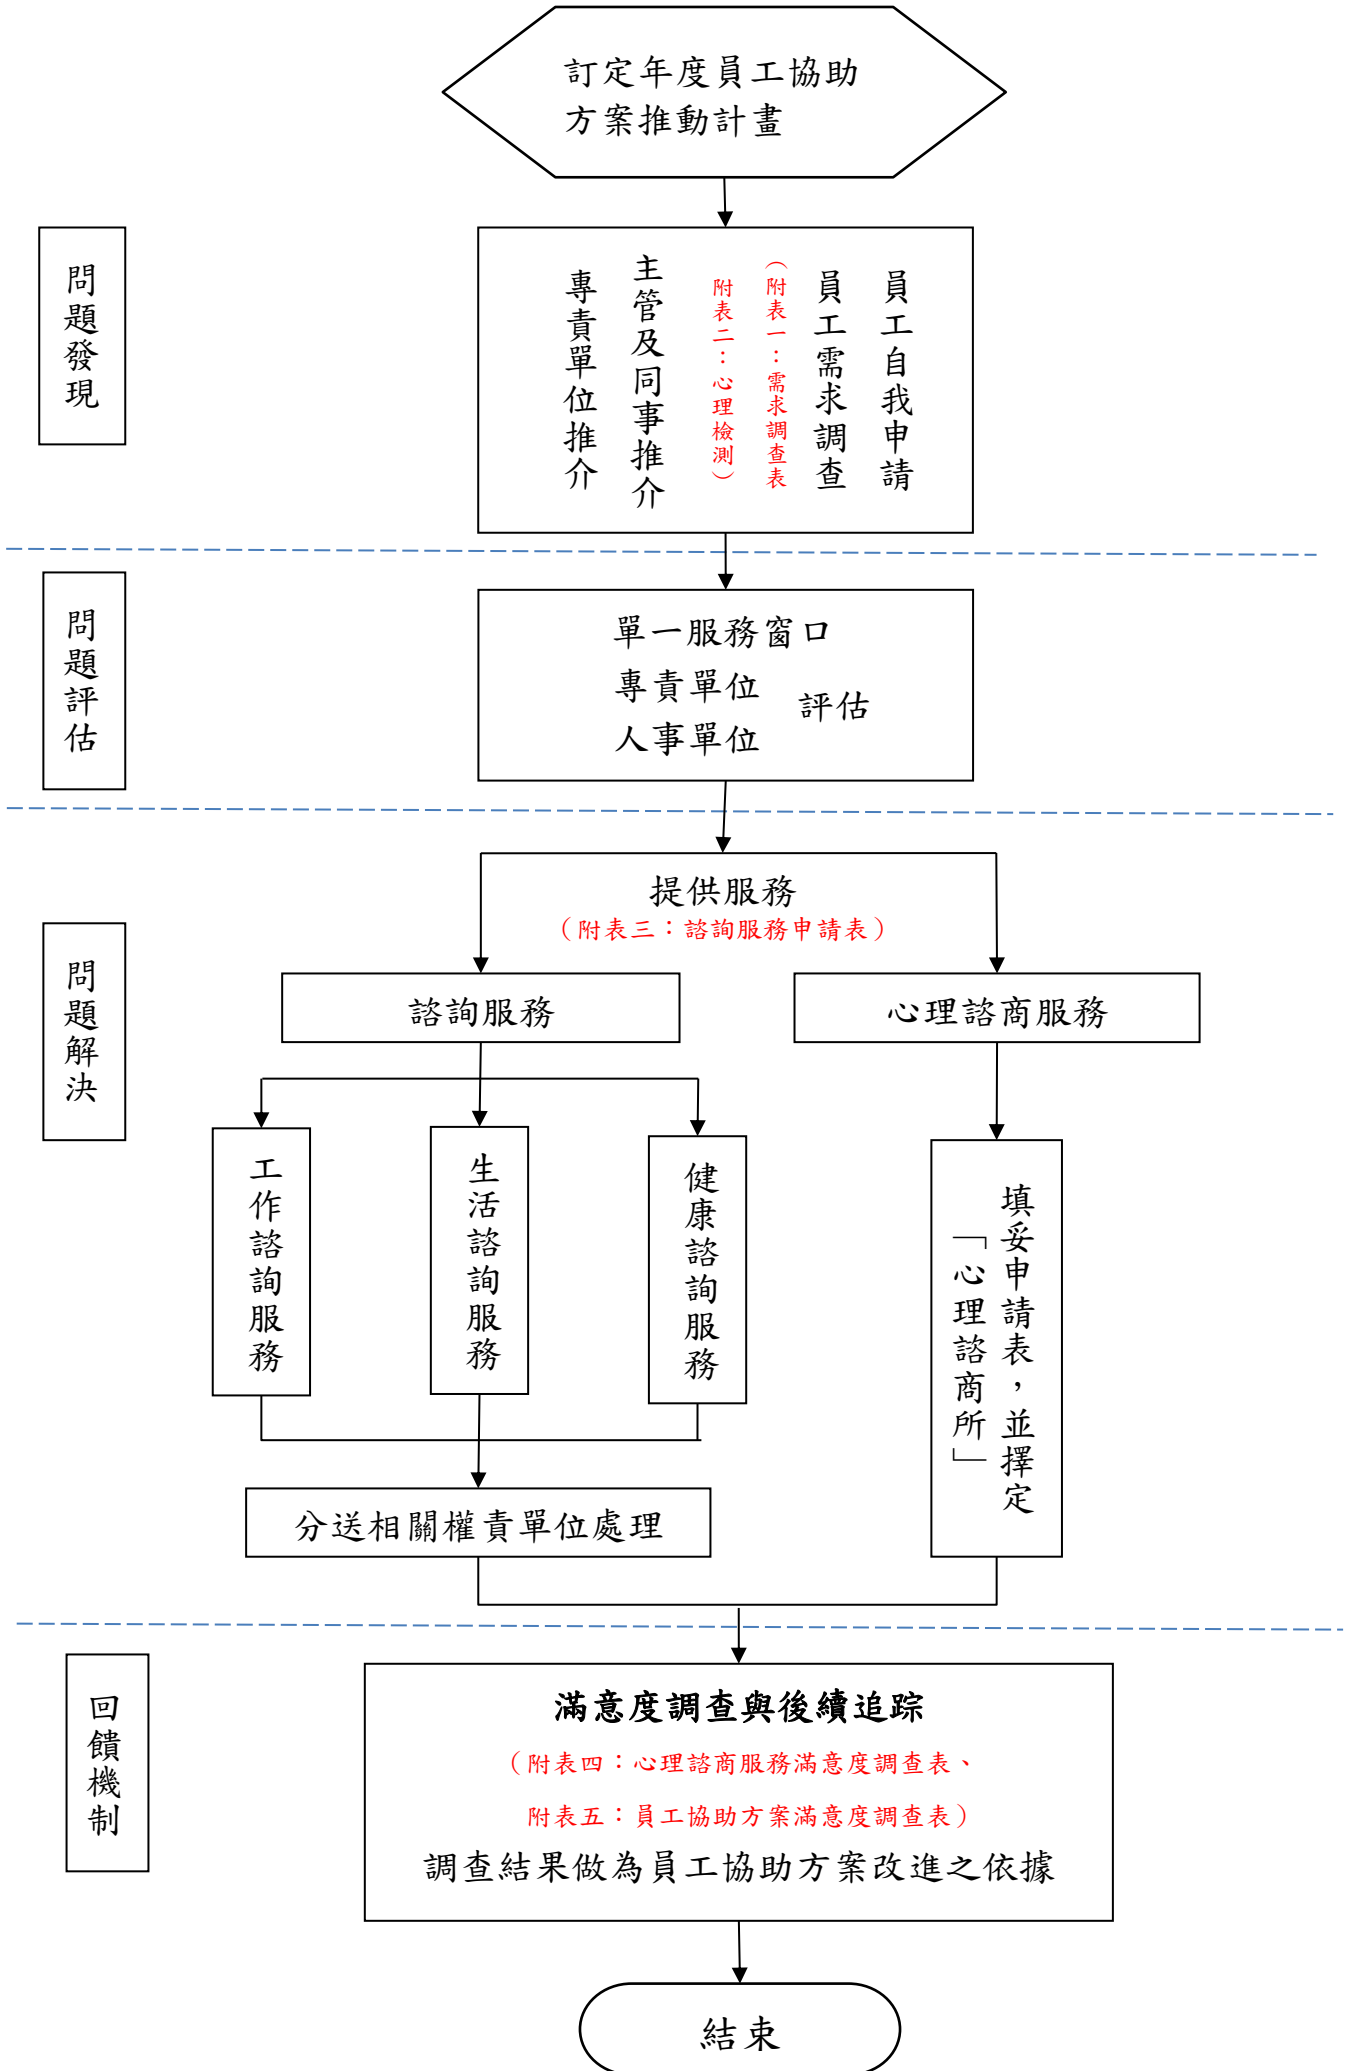 訂定年度員工協助
方案推動計畫
問題發現
員工自我申請
員工需求調查
（附表一：需求調查表
附表二：心理檢測）
主管及同事推介
專責單位推介
問題評估
單一服務窗口
專責單位
人事單位
評估
問題解決
提供服務
（附表三：諮詢服務申請表）
諮詢服務
心理諮商服務
工作諮詢服務
生活諮詢服務
健康諮詢服務
填妥申請表，並擇定
「心理諮商所」
分送相關權責單位處理
回饋機制
滿意度調查與後續追踪
（附表四：心理諮商服務滿意度調查表、
附表五：員工協助方案滿意度調查表）
調查結果做為員工協助方案改進之依據
結束